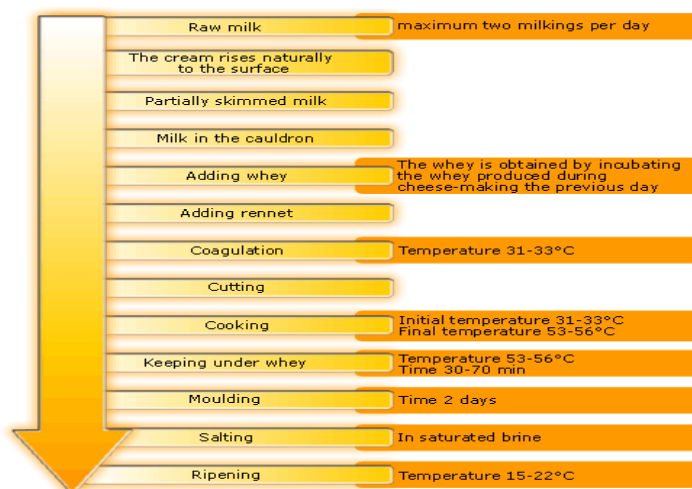 Raw milk
maximum two milkings per day
The cream rises naturally
to the surface
Partially skimmed milk
Milk in the cauldron
Adding whey
The whey is obtained by incubating
the whey produced during
cheese-making the previous day
Adding rennet
Coagulation
Temperature 31-33°C
Cutting
Cooking
Initial temperature 31-33°C
Final temperature 53-56°C
Keeping under whey
Temperature 53-56°C
Time 30-70 min
Moulding
Time 2 days
Salting
In saturated brine
Ripening
Temperature 15-22°C